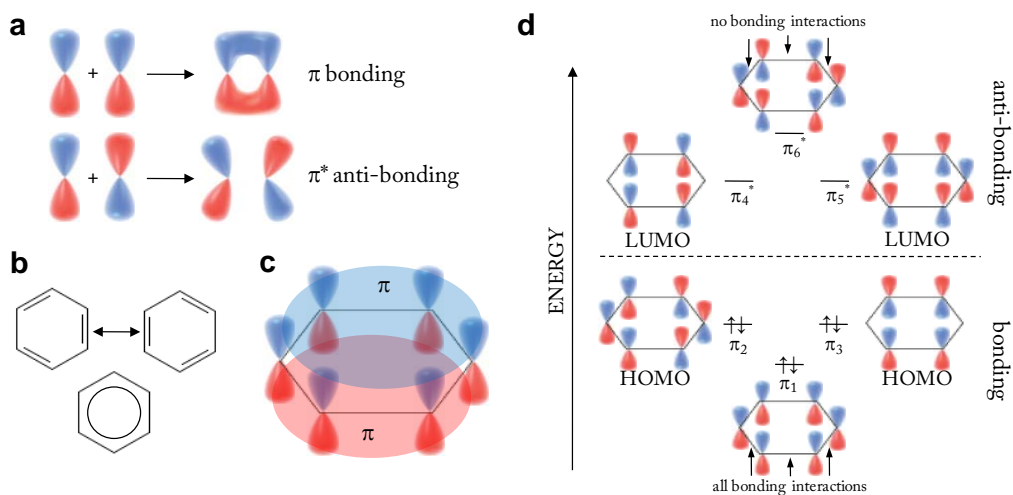 a
+
π bonding
+
π* anti-bonding
b
c
π
π
d
no bonding interactions
ENERGY
π6*
π4*
π5*
LUMO
LUMO
anti-bonding
↑↓
π2
↑↓
π3
HOMO
HOMO
↑↓
π1
bonding
all bonding interactions